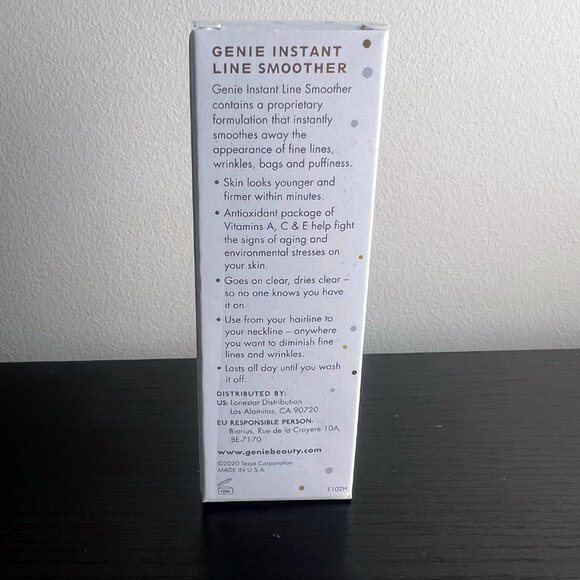 GENIE INSTANT
LINE SMOOTHER
Genie Instant Line Smoother
contains a proprietary
formulation that instantly
smoothes away the
appearance of fine lines,
wrinkles, bags and puffiness.
• Skin looks younger and
firmer within minutes.
• Antioxidant package of
Vitamins A, C & E help fight
the signs of aging and
environmental stresses on
your skin.
• Goes on clear, dries clear –
so no one knows you have
it on.
• Use from your hairline to
your neckline – anywhere
you want to diminish fine
lines and wrinkles.
• Lasts all day until you wash
it off.
DISTRIBUTED BY:
US: Lonestar Distribution
Los Alamitos, CA 90720
EU RESPONSIBLE PERSON:
Biorius, Rue de la Croyere 10A,
BE-7170
www.geniebeauty.com
©2020 Tessa Corporation
MADE IN U.S.A.
12M
T-102H